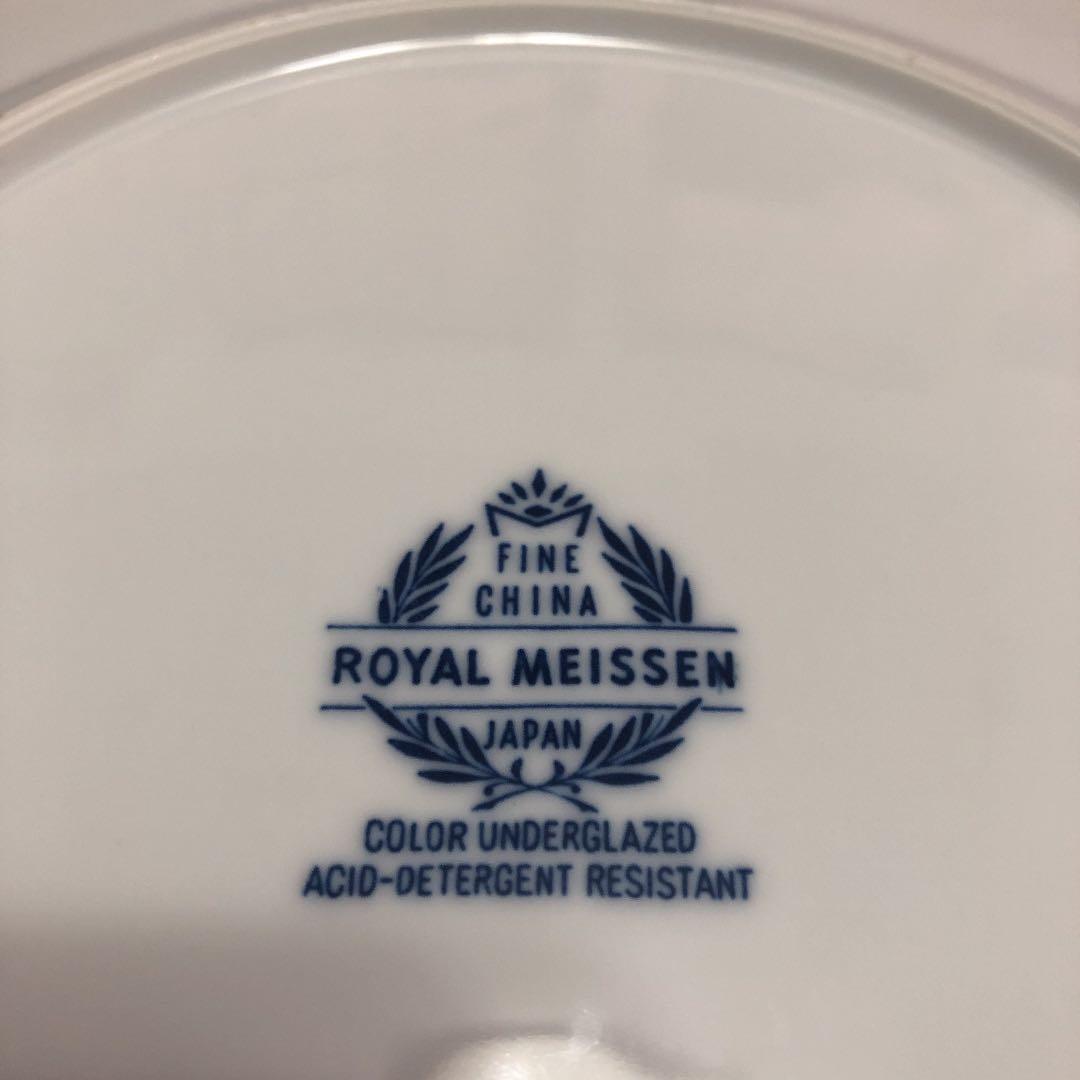 FINE
CHINA
ROYAL MEISSEN
JAPAN
COLOR UNDERGLAZED
ACID-DETERGENT RESISTANT